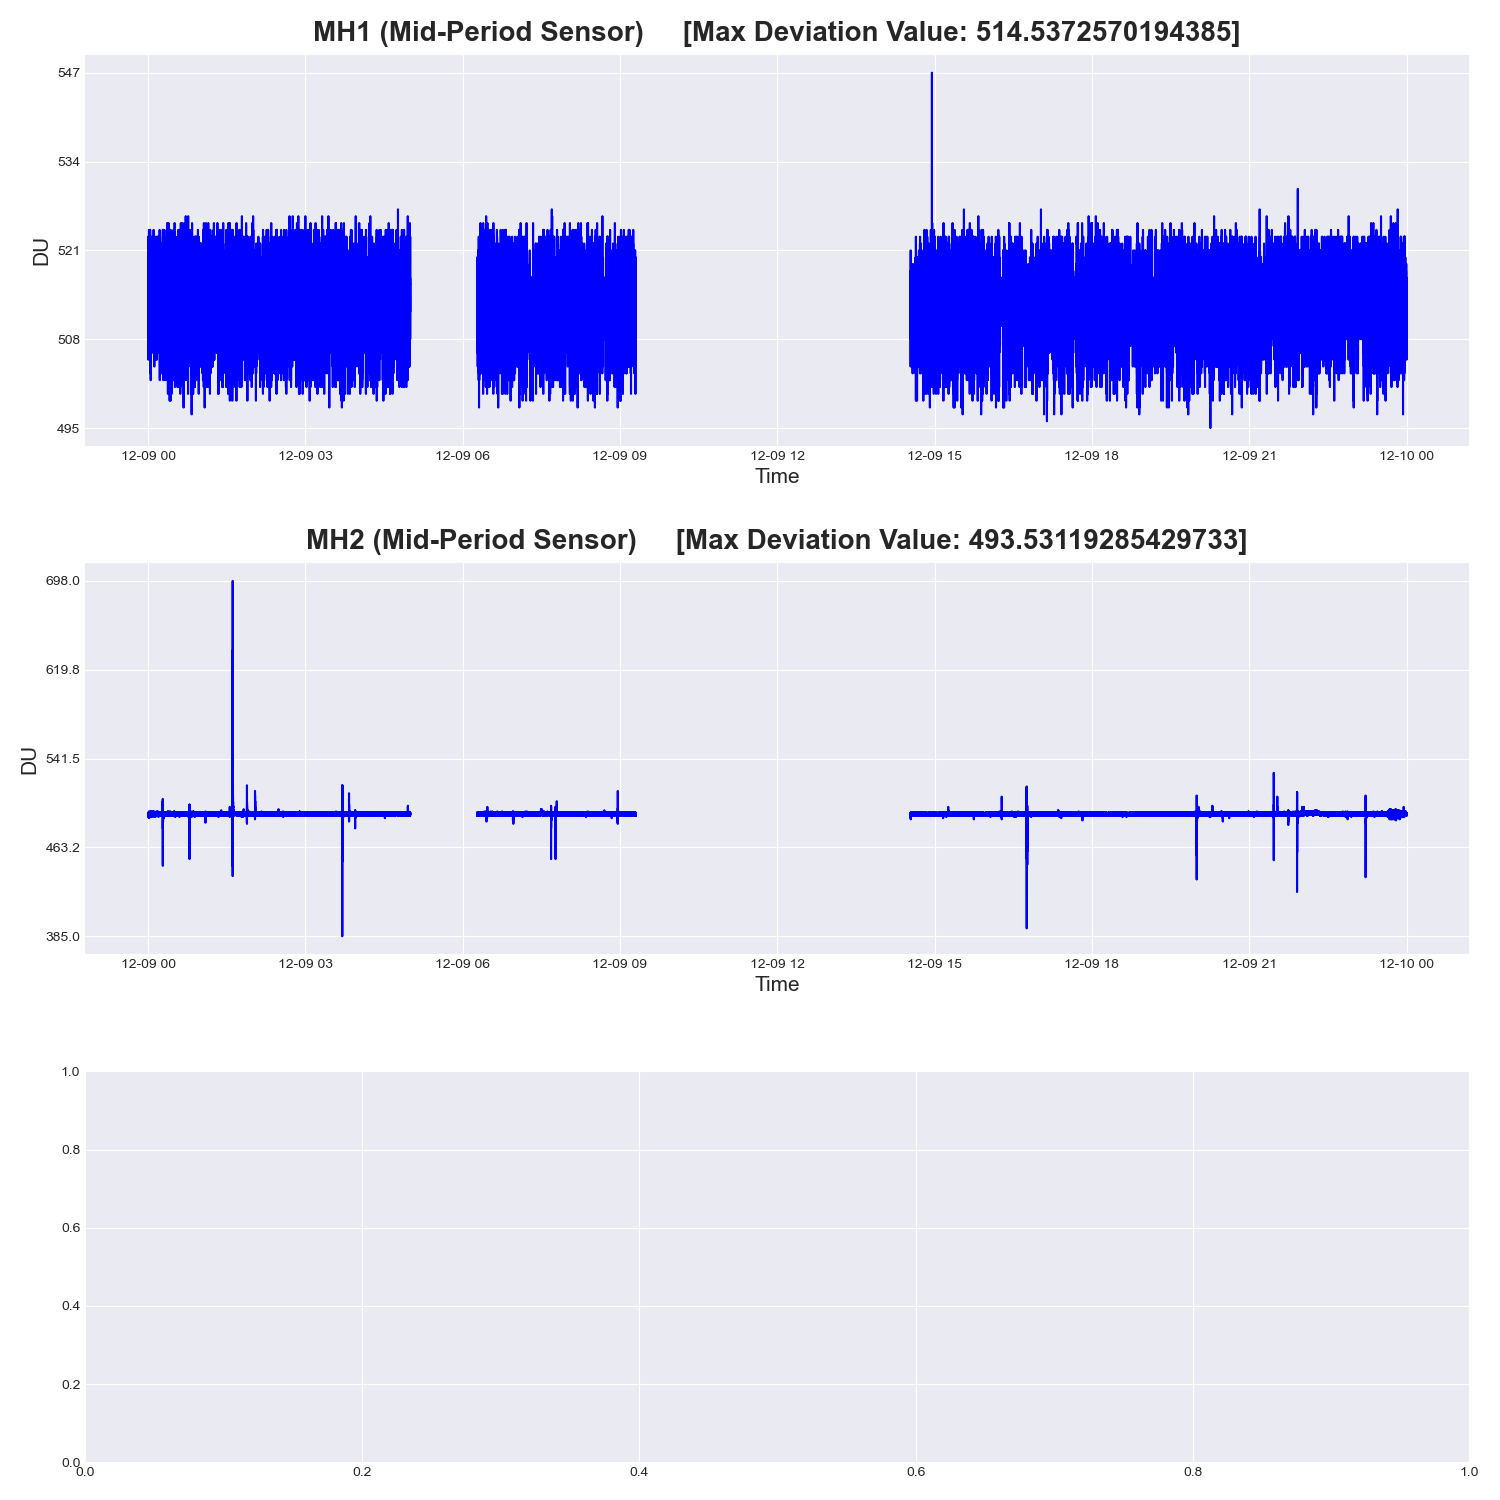 MH1 (Mid-Period Sensor) [Max Deviation Value: 514.5372570194385]
547
534
521
508
495
DU
12-09 00 12-09 03 12-09 06 12-09 09 12-09 12 12-09 15 12-09 18 12-09 21 12-10 00
Time
MH2 (Mid-Period Sensor) [Max Deviation Value: 493.53119285429733]
698.0
619.8
541.5
463.2
385.0
DU
12-09 00 12-09 03 12-09 06 12-09 09 12-09 12 12-09 15 12-09 18 12-09 21 12-10 00
Time
1.0
0.8
0.6
0.4
0.2
0.0
0.0 0.2 0.4 0.6 0.8 1.0